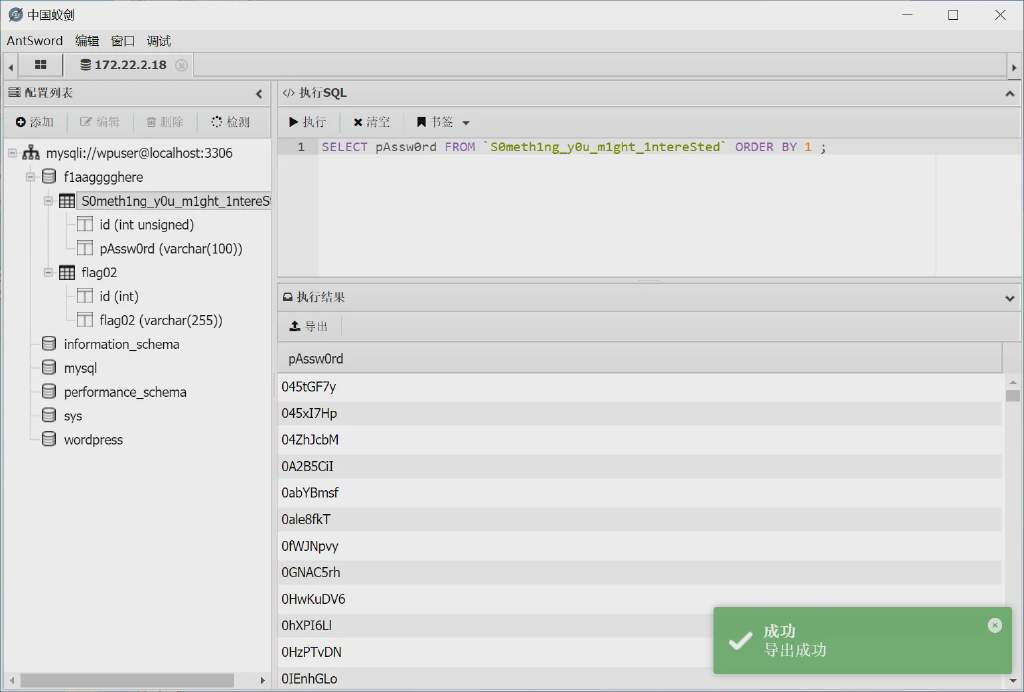 中国蚁剑
AntSword 编辑 窗口 调试
172.22.2.18
配置列表
添加 编辑 删除 检测
mysqli://wpuser@localhost:3306
f1aagggghere
S0meth1ng_y0u_m1ght_1ntereS
id (int unsigned)
pAssw0rd (varchar(100))
flag02
id (int)
flag02 (varchar(255))
information_schema
mysql
performance_schema
sys
wordpress
</> 执行SQL
执行 清空 书签
1 SELECT pAssw0rd FROM `S0meth1ng_y0u_m1ght_1ntereSted` ORDER BY 1 ;
执行结果
导出
pAssw0rd
045tGF7y
045xI7Hp
04ZhJcbM
0A2B5CiI
0abYBmsf
0ale8fkT
0fWJNpvy
0GNAC5rh
0HwKuDV6
0hXPI6Ll
0HzPTvDN
0IEnhGLo
成功
导出成功